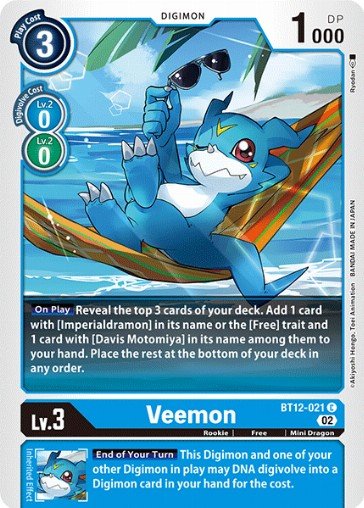 DIGIMON
Play Cost
3
DP
1000
Digivolve Cost
Lv.2
0
Lv.2
0
Ryodan
©Akiyoshi Hongo, Toei Animation BANDAI MADE IN JAPAN
On Play Reveal the top 3 cards of your deck. Add 1 card
with [Imperialdramon] in its name or the [Free] trait and
1 card with [Davis Motomiya] in its name among them to
your hand. Place the rest at the bottom of your deck in
any order.
BT12-021 C
Lv.3
Veemon
02
Rookie | Free | Mini Dragon
Inherited Effect
End of Your Turn This Digimon and one of your
other Digimon in play may DNA digivolve into a
Digimon card in your hand for the cost.